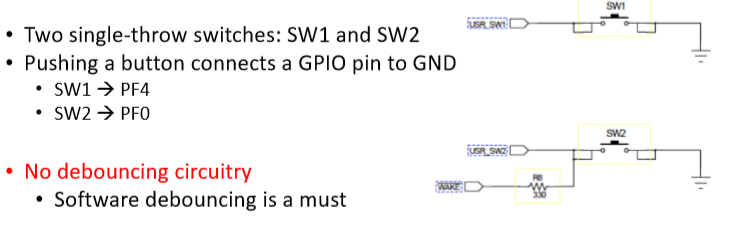 • Two single-throw switches: SW1 and SW2
• Pushing a button connects a GPIO pin to GND
• SW1 → PF4
• SW2 → PF0
• No debouncing circuitry
• Software debouncing is a must
SW1
USR_SW1
SW2
USR_SW2
R8
WAKE
330